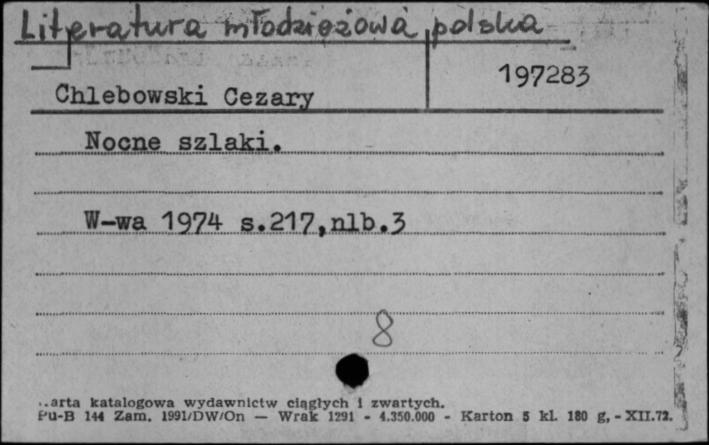 Literatura młodzieżowa polska
197283
Chlebowski Cezary
Nocne szlaki.
W-wa 1974 s.217,nlb.3
8
arta katalogowa wydawnictw ciągłych i zwartych.
Pu-B 144 Zam. 1991/DW/On — Wrak 1291 - 4.350.000 - Karton 5 kl. 180 g. - XII.72.